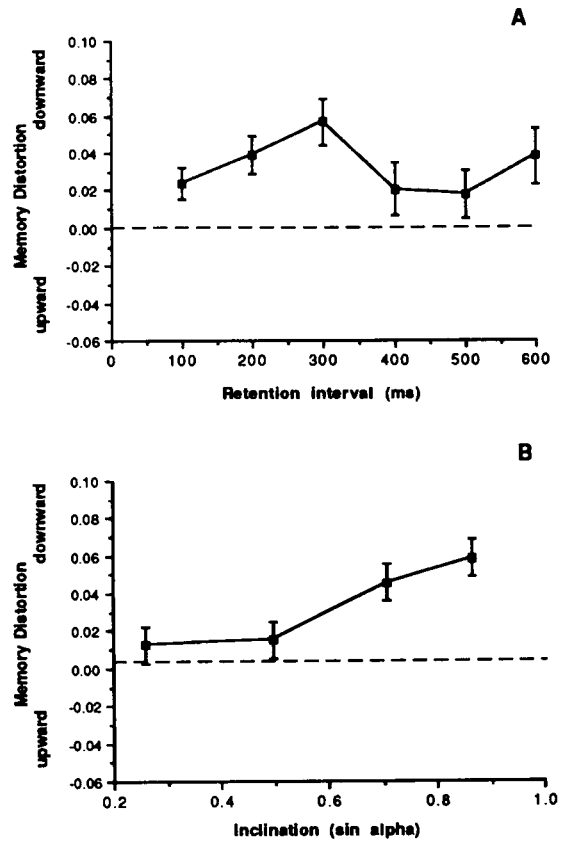 A
downward
Memory Distortion
upward
0.10
0.08
0.06
0.04
0.02
0.00
-0.02
-0.04
-0.06
0 100 200 300 400 500 600
Retention interval (ms)
B
downward
Memory Distortion
upward
0.10
0.08
0.06
0.04
0.02
0.00
-0.02
-0.04
-0.06
0.2 0.4 0.6 0.8 1.0
Inclination (sin alpha)